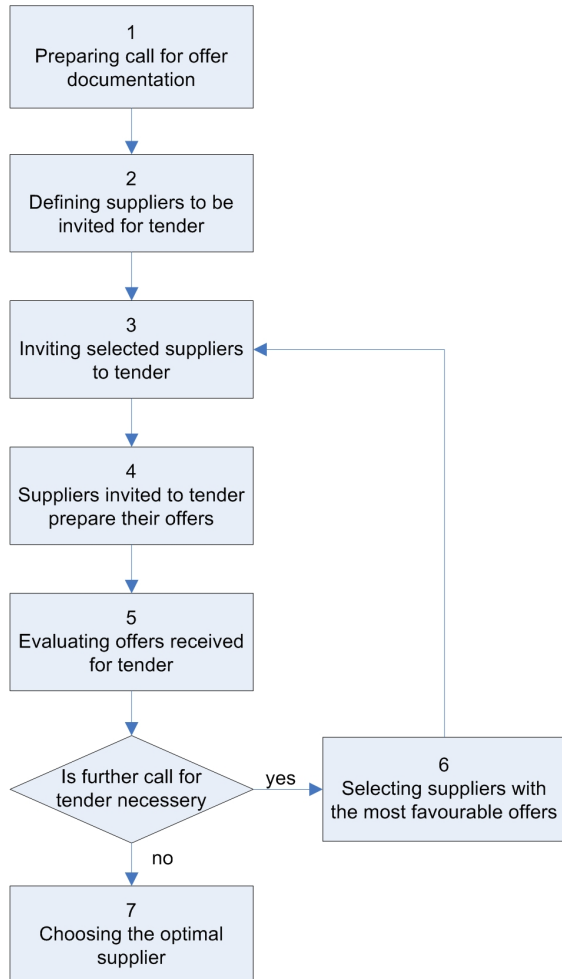 1
Preparing call for offer
documentation
2
Defining suppliers to be
invited for tender
3
Inviting selected suppliers
to tender
4
Suppliers invited to tender
prepare their offers
5
Evaluating offers received
for tender
Is further call for
tender necessery
yes
6
Selecting suppliers with
the most favourable offers
no
7
Choosing the optimal
supplier